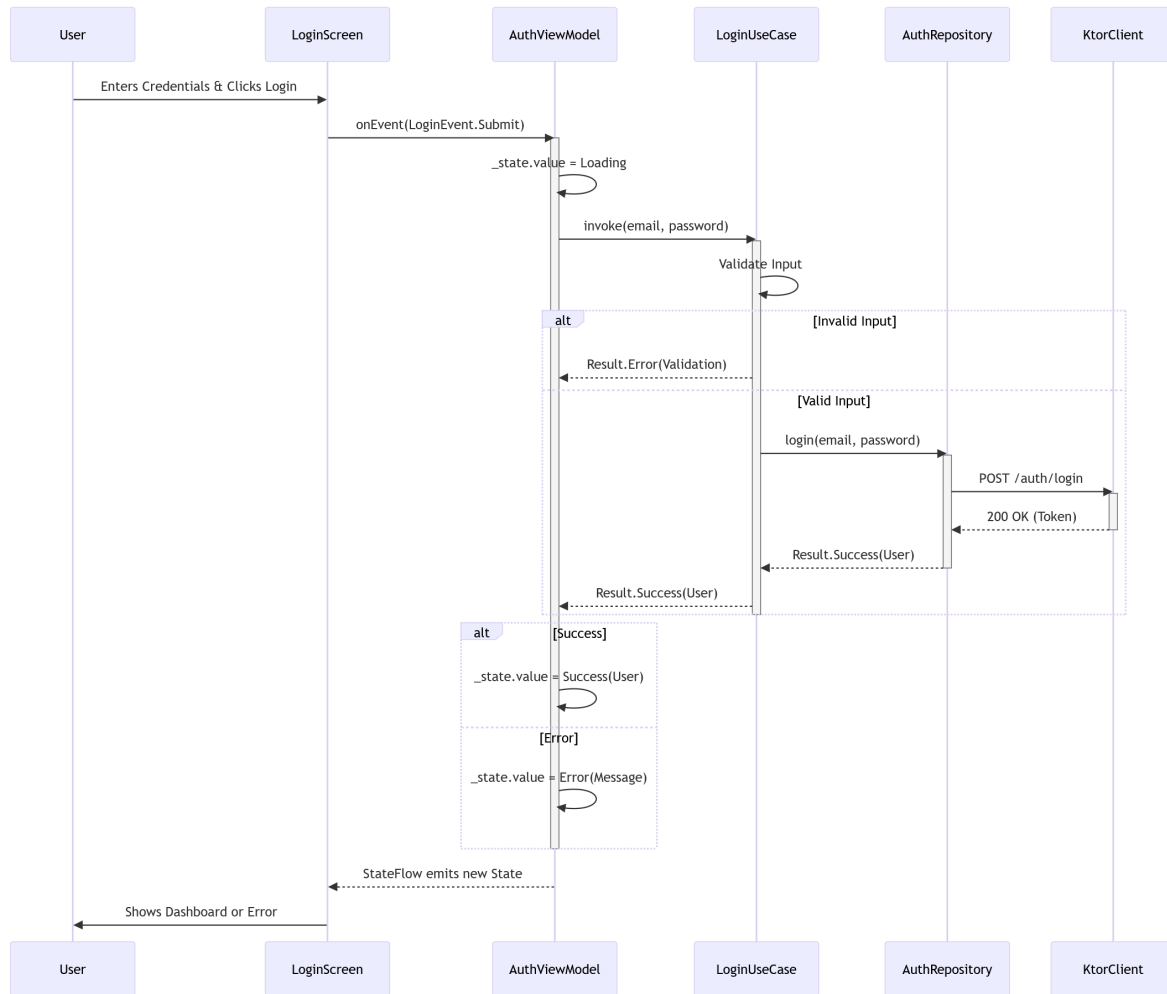 User
LoginScreen
AuthViewModel
LoginUseCase
AuthRepository
KtorClient
Enters Credentials & Clicks Login
onEvent(LoginEvent.Submit)
_state.value = Loading
invoke(email, password)
Validate Input
alt
[Invalid Input]
Result.Error(Validation)
[Valid Input]
login(email, password)
POST /auth/login
200 OK (Token)
Result.Success(User)
Result.Success(User)
alt
[Success]
_state.value = Success(User)
[Error]
_state.value = Error(Message)
StateFlow emits new State
Shows Dashboard or Error
User
LoginScreen
AuthViewModel
LoginUseCase
AuthRepository
KtorClient